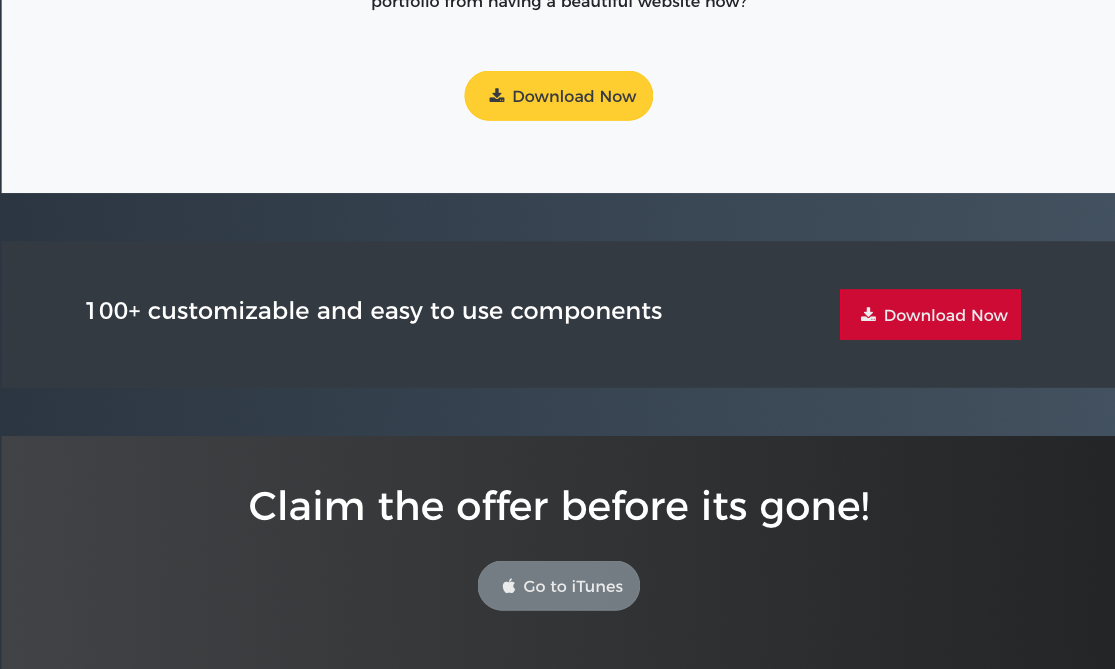 portfolio from having a beautiful website now?
Download Now
100+ customizable and easy to use components
Download Now
Claim the offer before its gone!
Go to iTunes